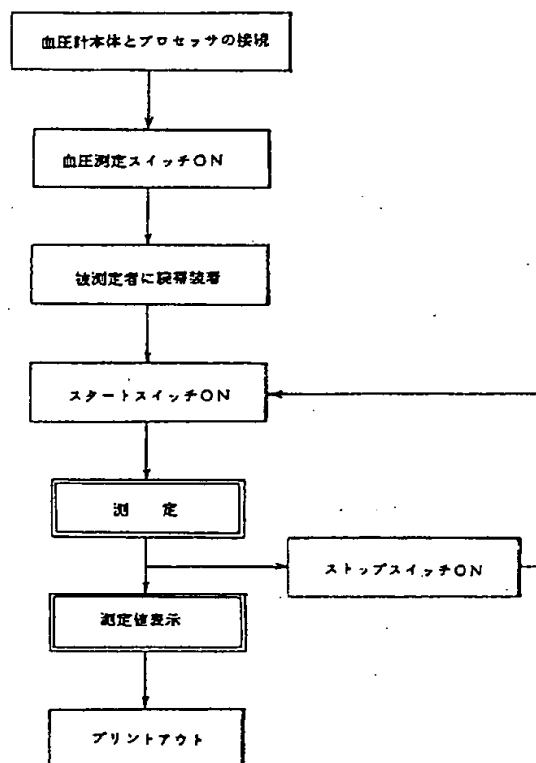 血圧計本体とプロセッサの接続
血圧測定スイッチON
被測定者に腕帯装着
スタートスイッチON
測 定
ストップスイッチON
測定値表示
プリントアウト